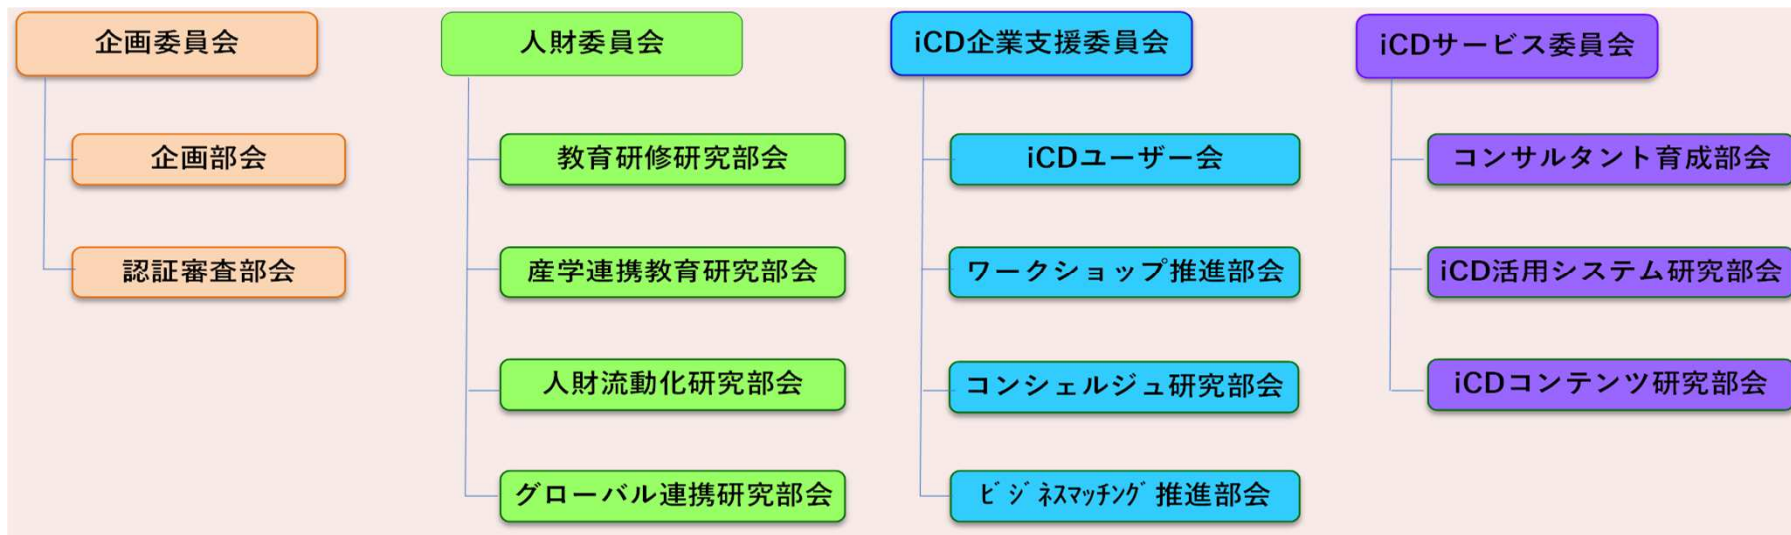 企画委員会
企画部会
認証審査部会
人財委員会
教育研修研究部会
産学連携教育研究部会
人財流動化研究部会
グローバル連携研究部会
iCD企業支援委員会
iCDユーザー会
ワークショップ推進部会
コンシェルジュ研究部会
ﾋﾞｼﾞﾈｽﾏｯﾁﾝｸﾞ推進部会
iCDサービス委員会
コンサルタント育成部会
iCD活用システム研究部会
iCDコンテンツ研究部会